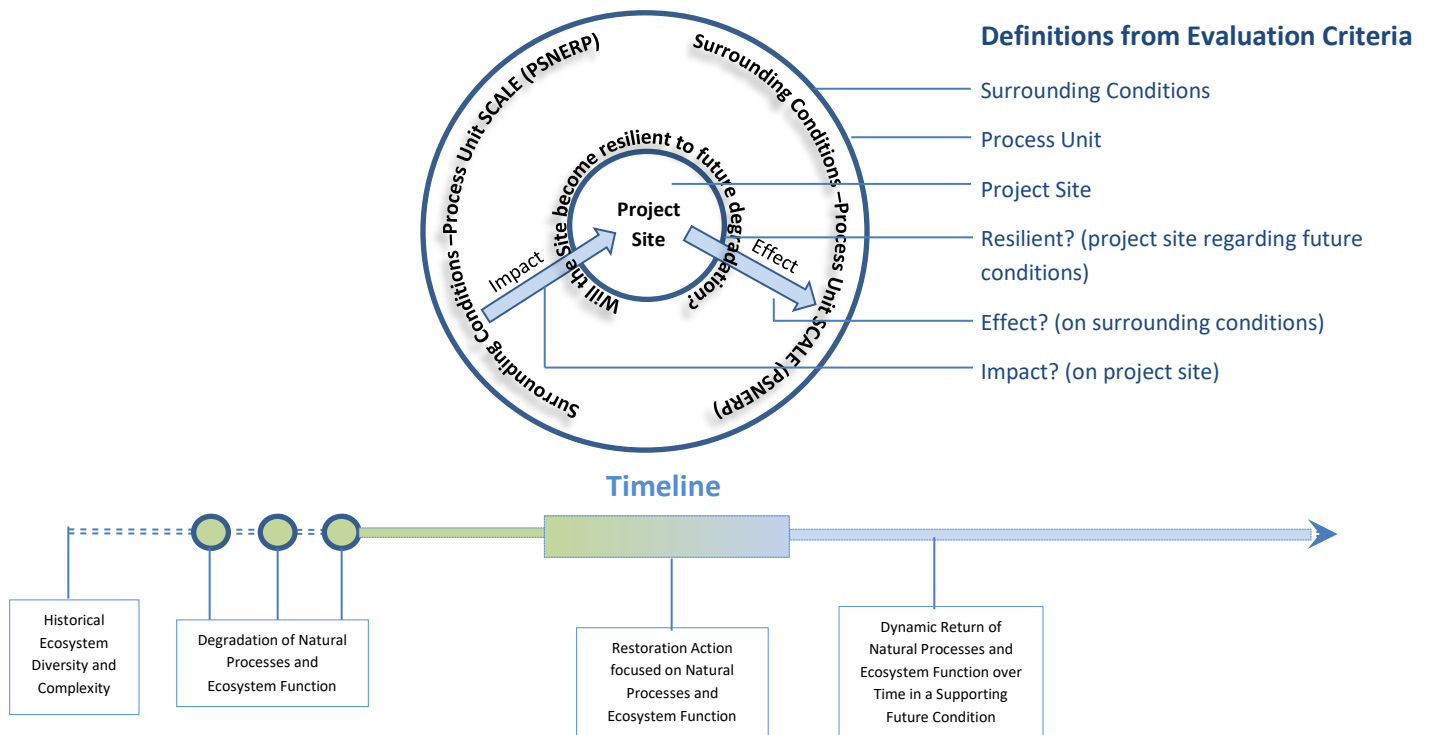 Definitions from Evaluation Criteria
Surrounding Conditions –Process Unit SCALE (PSNERP)
Surrounding Conditions –Process Unit SCALE (PSNERP)
Will the Site become resilient to future degradation?
Project
Site
Impact
Effect
Surrounding Conditions
Process Unit
Project Site
Resilient? (project site regarding future
conditions)
Effect? (on surrounding conditions)
Impact? (on project site)
Timeline
Historical
Ecosystem
Diversity and
Complexity
Degradation of Natural
Processes and
Ecosystem Function
Restoration Action
focused on Natural
Processes and
Ecosystem Function
Dynamic Return of
Natural Processes and
Ecosystem Function over
Time in a Supporting
Future Condition